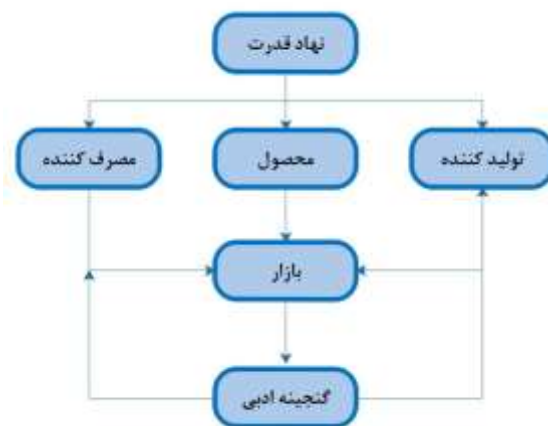 نهاد قدرت
تولید کننده
محصول
مصرف کننده
بازار
گنجینه ادبی